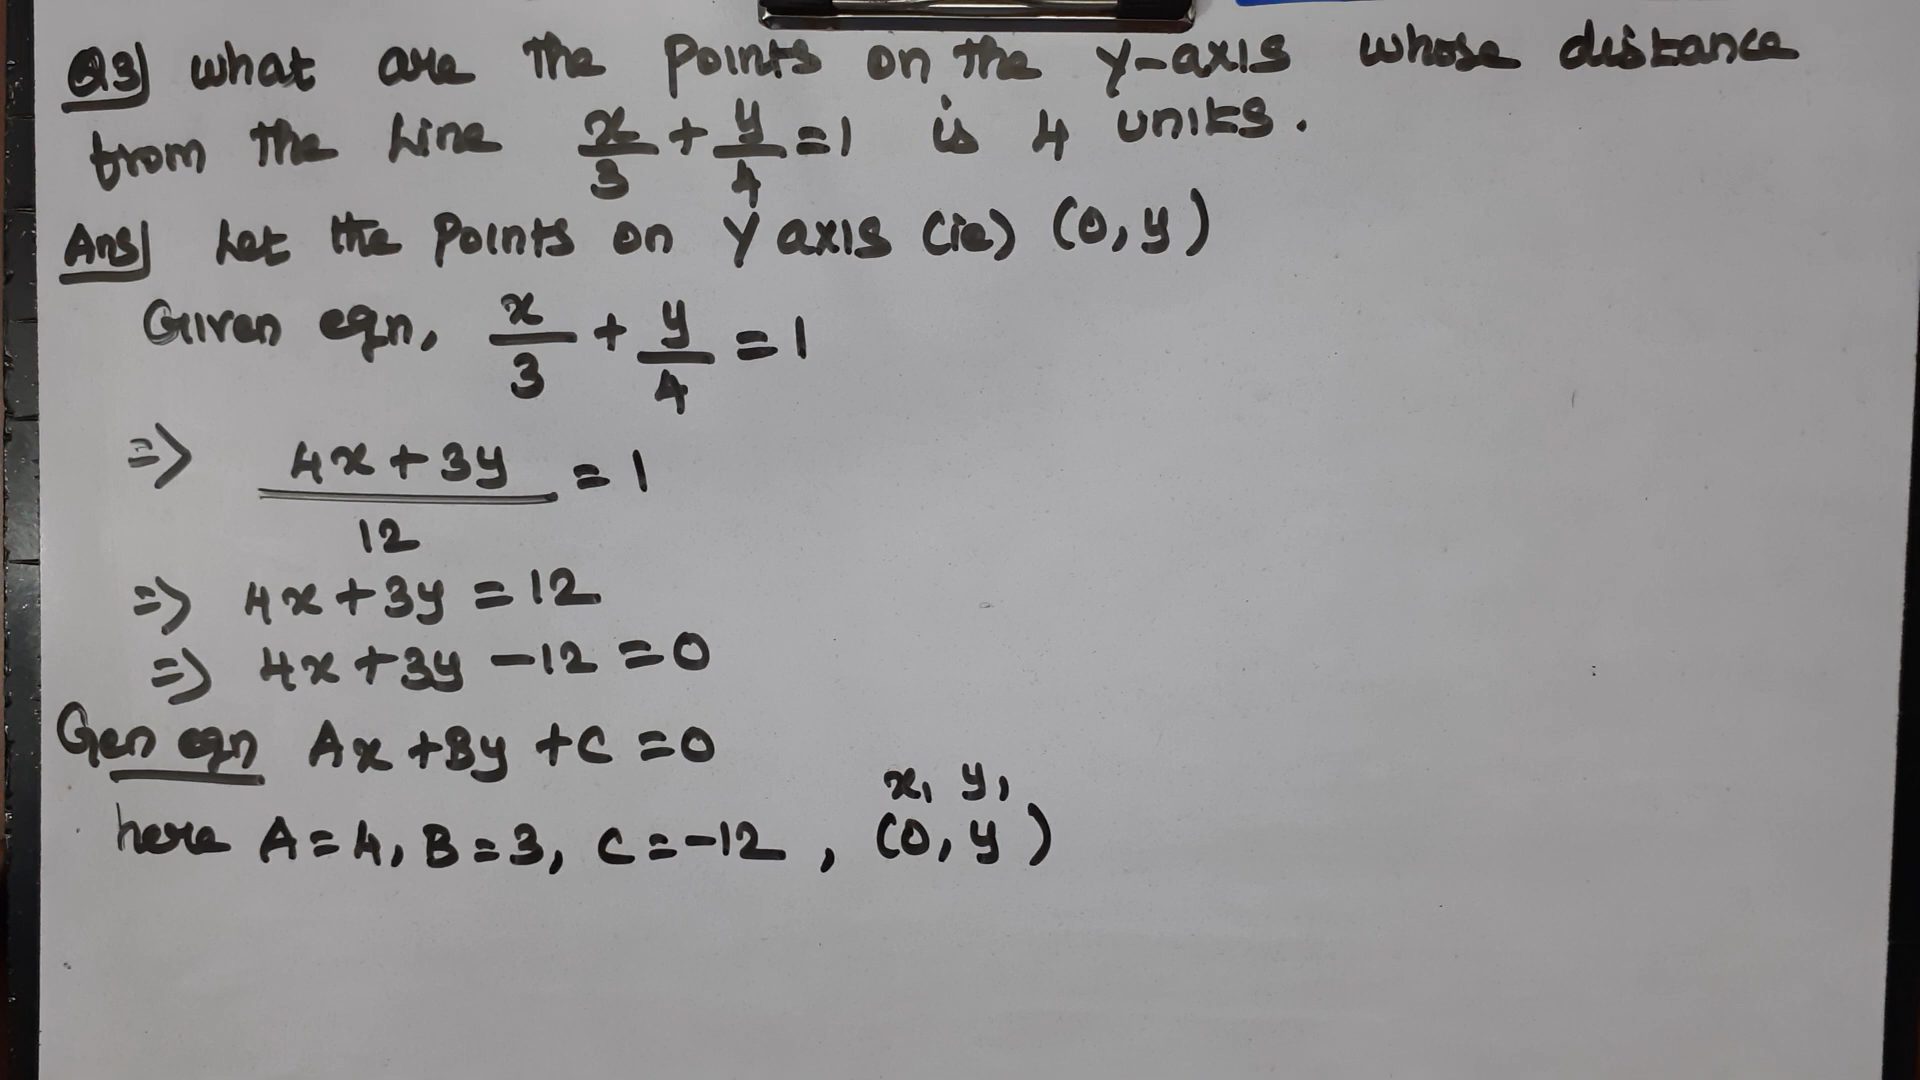 Q3) What are the points on the y-axis whose distance
from the Line x/3 + y/4 = 1 is 4 units.
Ans) Let the points on Y axis (ie) (0, y)
Given eqn, x/3 + y/4 = 1
=> 4x + 3y / 12 = 1
=> 4x + 3y = 12
=> 4x + 3y - 12 = 0
Gen eqn Ax + By + C = 0
x₁ y₁
here A = 4, B = 3, C = -12, (0, y)